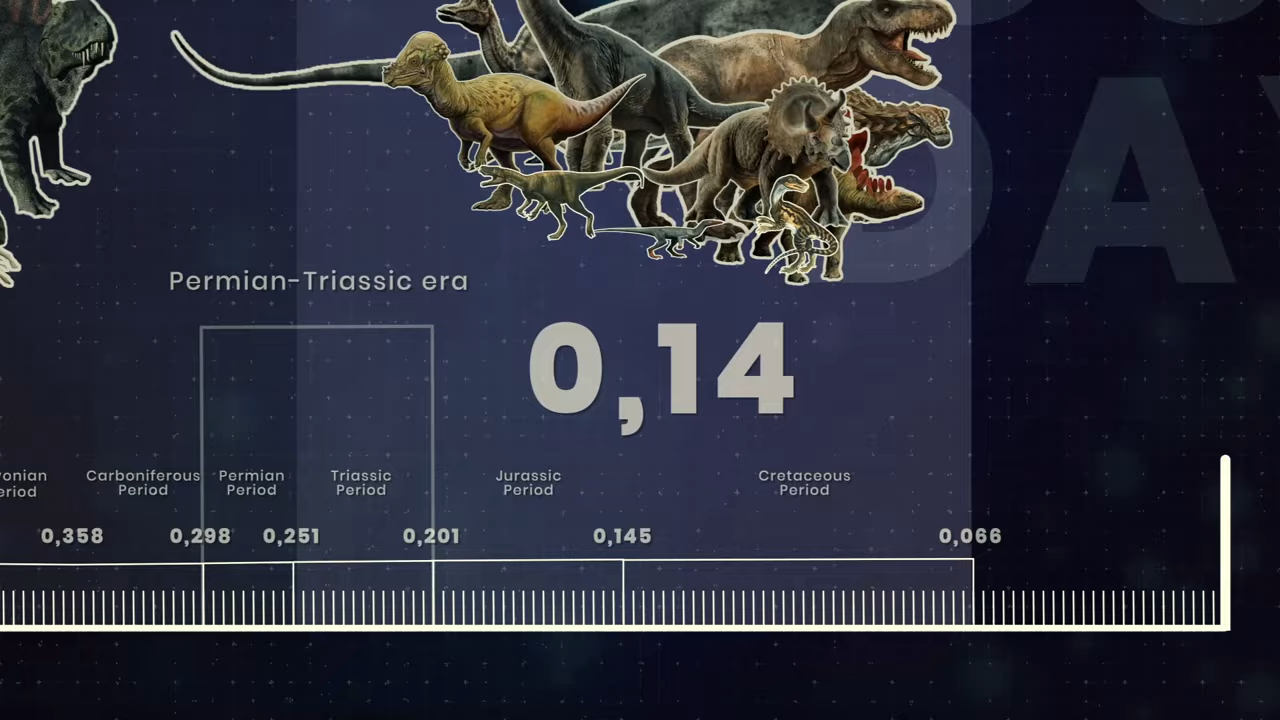 DAY
Permian-Triassic era
0,14
onian
eriod
Carboniferous
Period
Permian
Period
Triassic
Period
Jurassic
Period
Cretaceous
Period
0,358
0,298
0,251
0,201
0,145
0,066